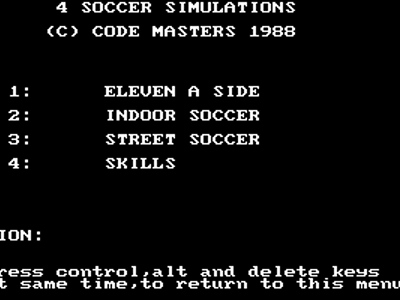 4 SOCCER SIMULATIONS
(C) CODE MASTERS 1988
1: ELEVEN A SIDE
2: INDOOR SOCCER
3: STREET SOCCER
4: SKILLS
ION:
ress control,alt and delete keys
t same time,to return to this menu